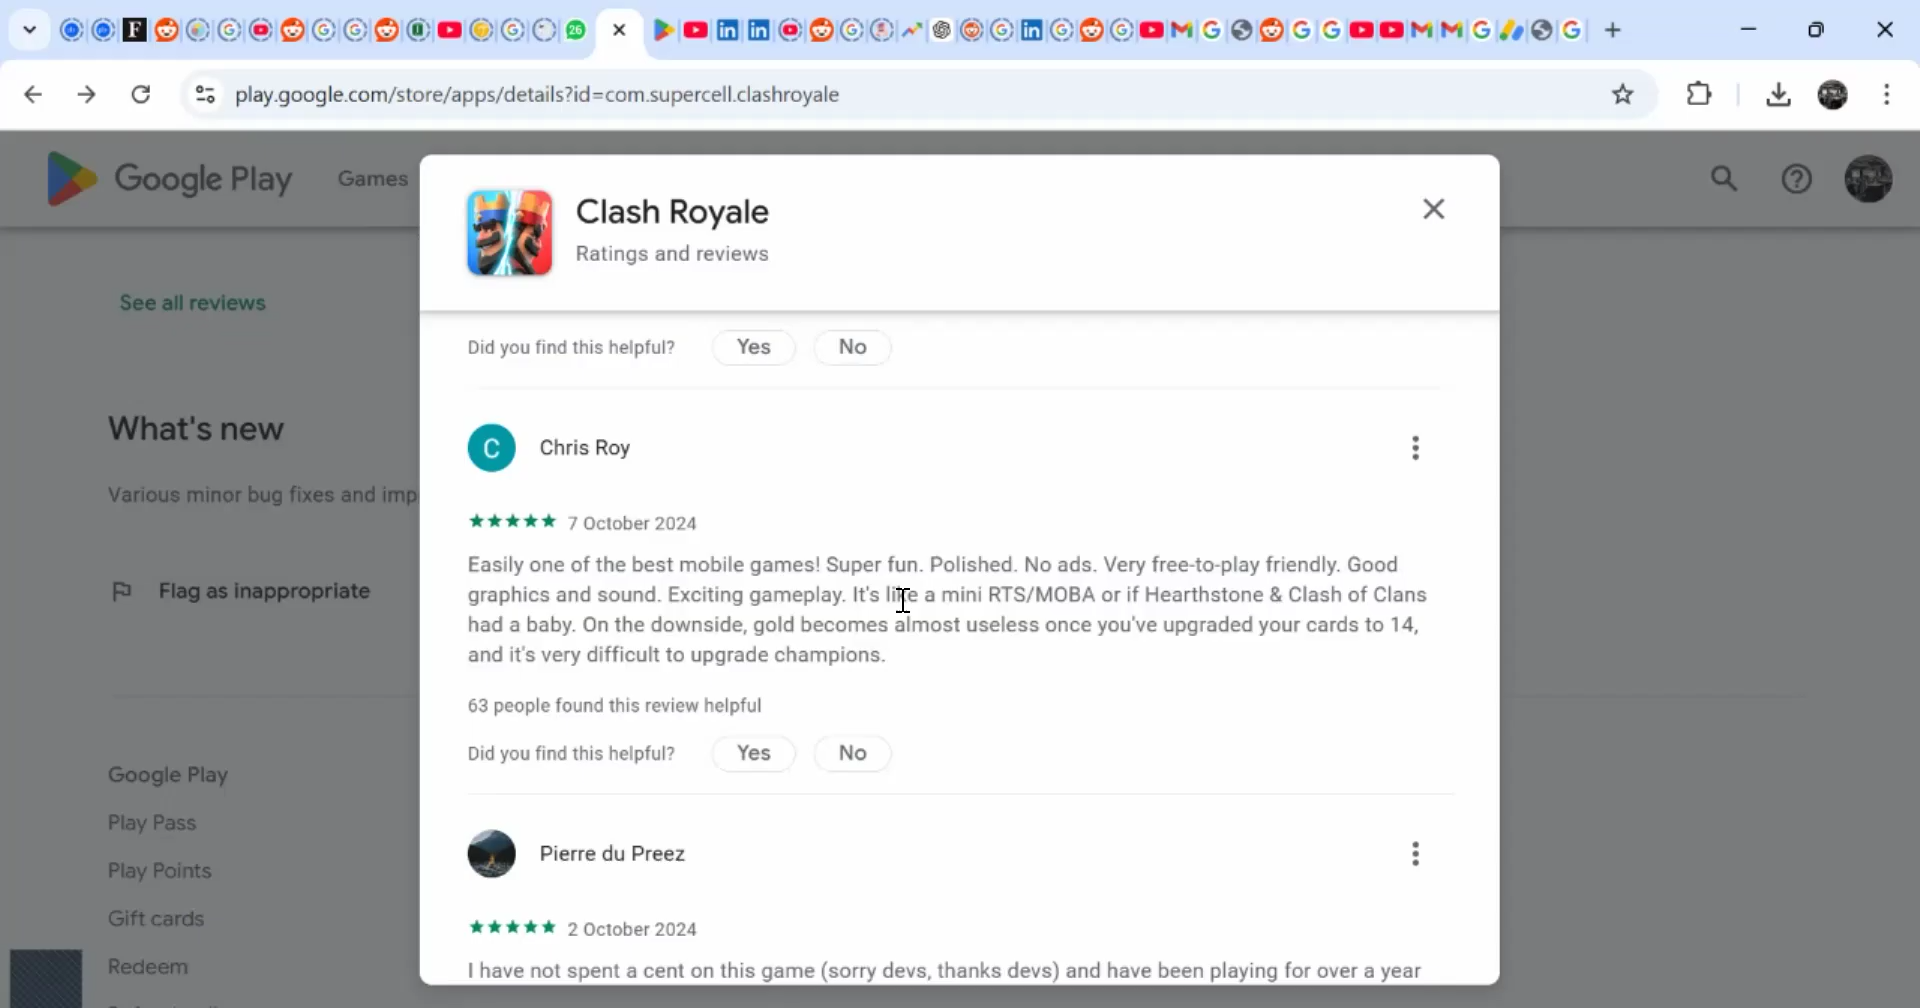 26
play.google.com/store/apps/details?id=com.supercell.clashroyale
Google Play
Games
Clash Royale
Ratings and reviews
See all reviews
Did you find this helpful?
Yes
No
What's new
C
Chris Roy
Various minor bug fixes and imp
7 October 2024
Easily one of the best mobile games! Super fun. Polished. No ads. Very free-to-play friendly. Good
graphics and sound. Exciting gameplay. It's like a mini RTS/MOBA or if Hearthstone & Clash of Clans
had a baby. On the downside, gold becomes almost useless once you've upgraded your cards to 14,
and it's very difficult to upgrade champions.
Flag as inappropriate
63 people found this review helpful
Did you find this helpful?
Yes
No
Google Play
Play Pass
Play Points
Gift cards
Redeem
Pierre du Preez
2 October 2024
I have not spent a cent on this game (sorry devs, thanks devs) and have been playing for over a year